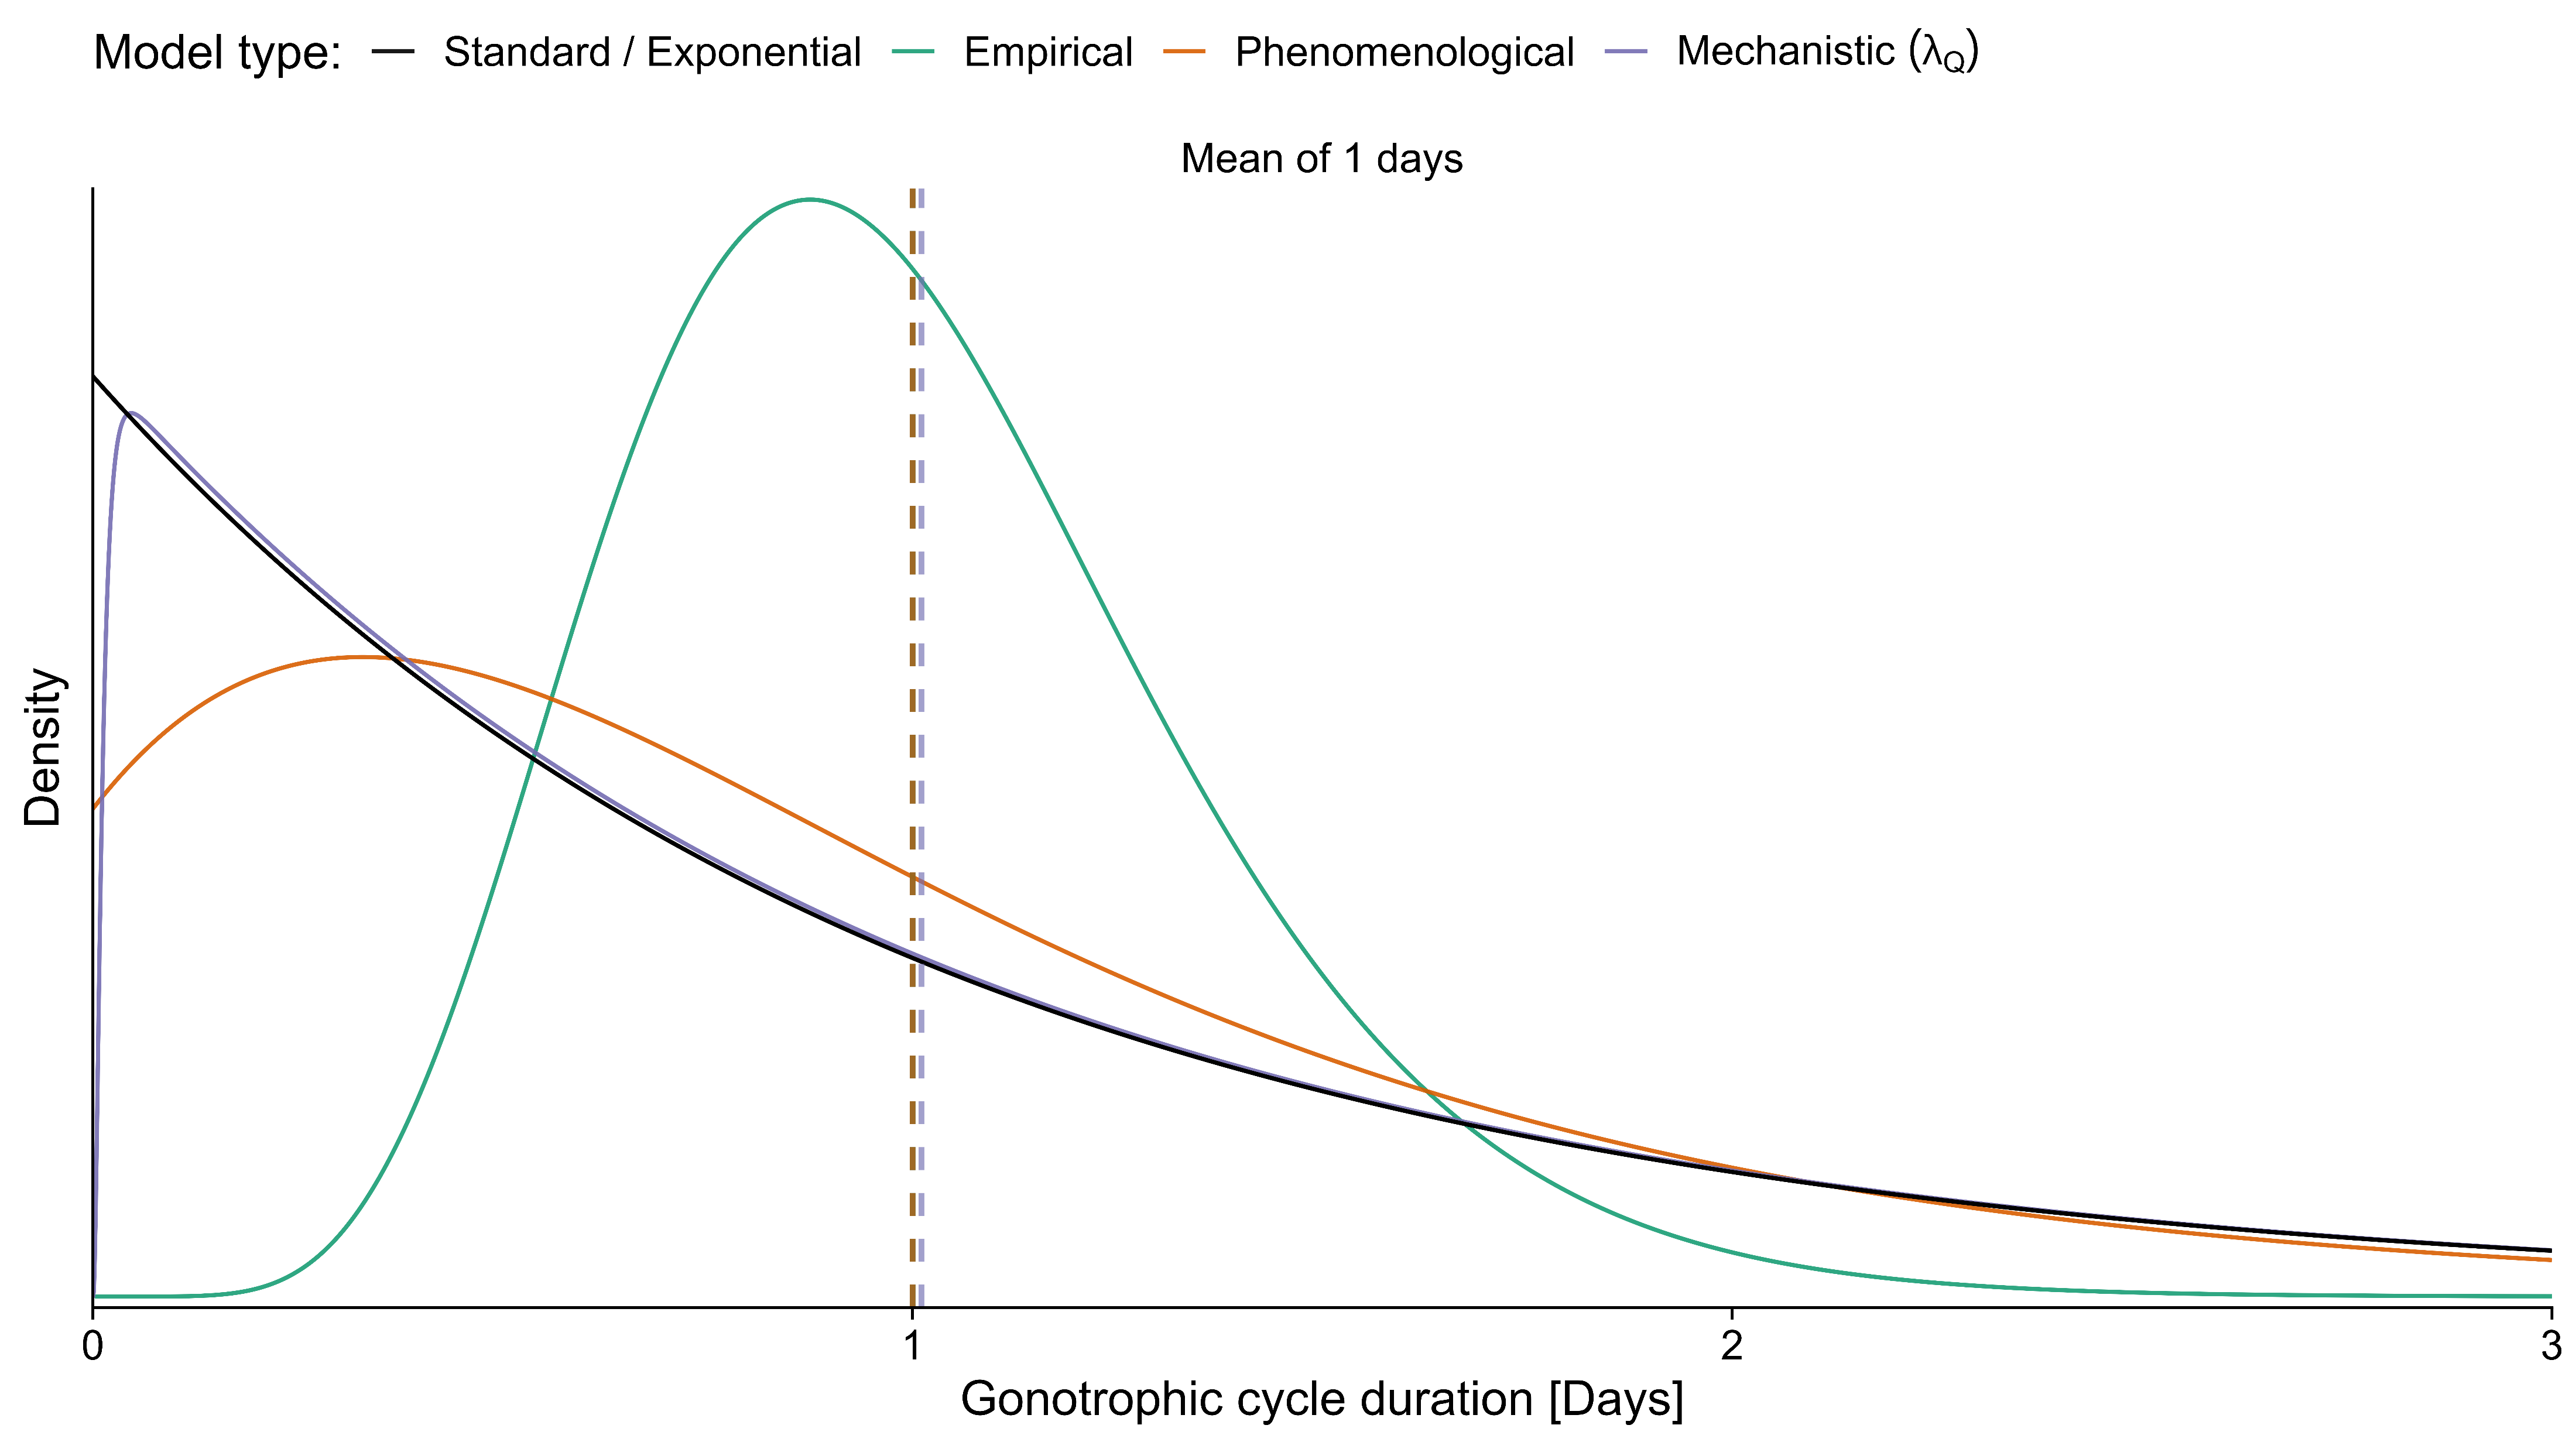 Model type: Standard / Exponential Empirical Phenomenological Mechanistic (λQ)
Mean of 1 days
Density
0 1 2 3
Gonotrophic cycle duration [Days]